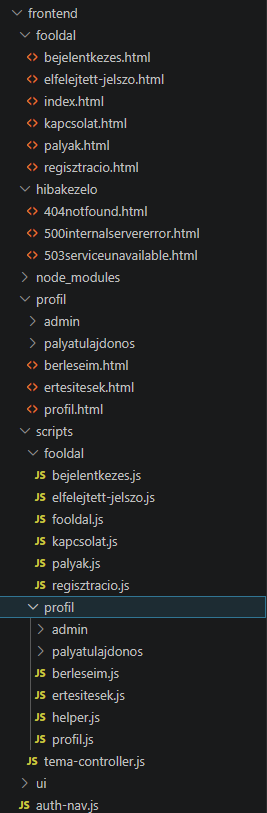 frontend
fooldal
bejelentkezes.html
elfelejtett-jelszo.html
index.html
kapcsolat.html
palyak.html
regisztracio.html
hibakezelo
404notfound.html
500internalservererror.html
503serviceunavailable.html
node_modules
profil
admin
palyatulajdonos
berleseim.html
ertesitesek.html
profil.html
scripts
fooldal
JS bejelentkezes.js
JS elfelejtett-jelszo.js
JS fooldal.js
JS kapcsolat.js
JS palyak.js
JS regisztracio.js
profil
admin
palyatulajdonos
JS berleseim.js
JS ertesitesek.js
JS helper.js
JS profil.js
JS tema-controller.js
ui
JS auth-nav.js